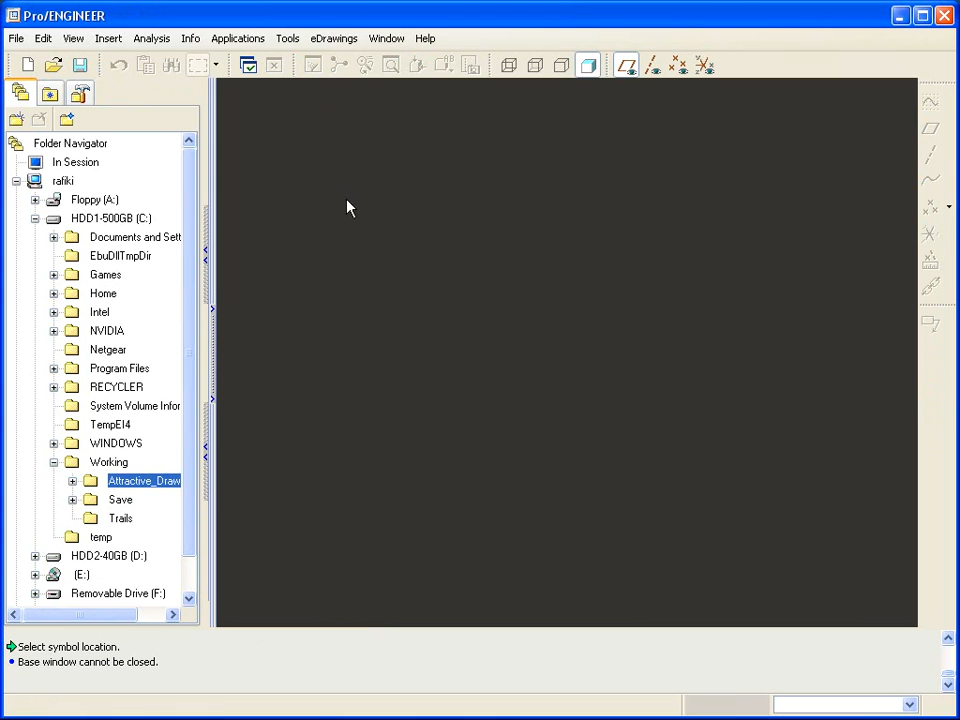 Pro/ENGINEER
File Edit View Insert Analysis Info Applications Tools eDrawings Window Help
Folder Navigator
In Session
rafiki
Floppy (A:)
HDD1-500GB (C:)
Documents and Sett
EbuDllTmpDir
Games
Home
Intel
NVIDIA
Netgear
Program Files
RECYCLER
System Volume Infor
TempEI4
WINDOWS
Working
Attractive_Draw
Save
Trails
temp
HDD2-40GB (D:)
(E:)
Removable Drive (F:)
Select symbol location.
Base window cannot be closed.